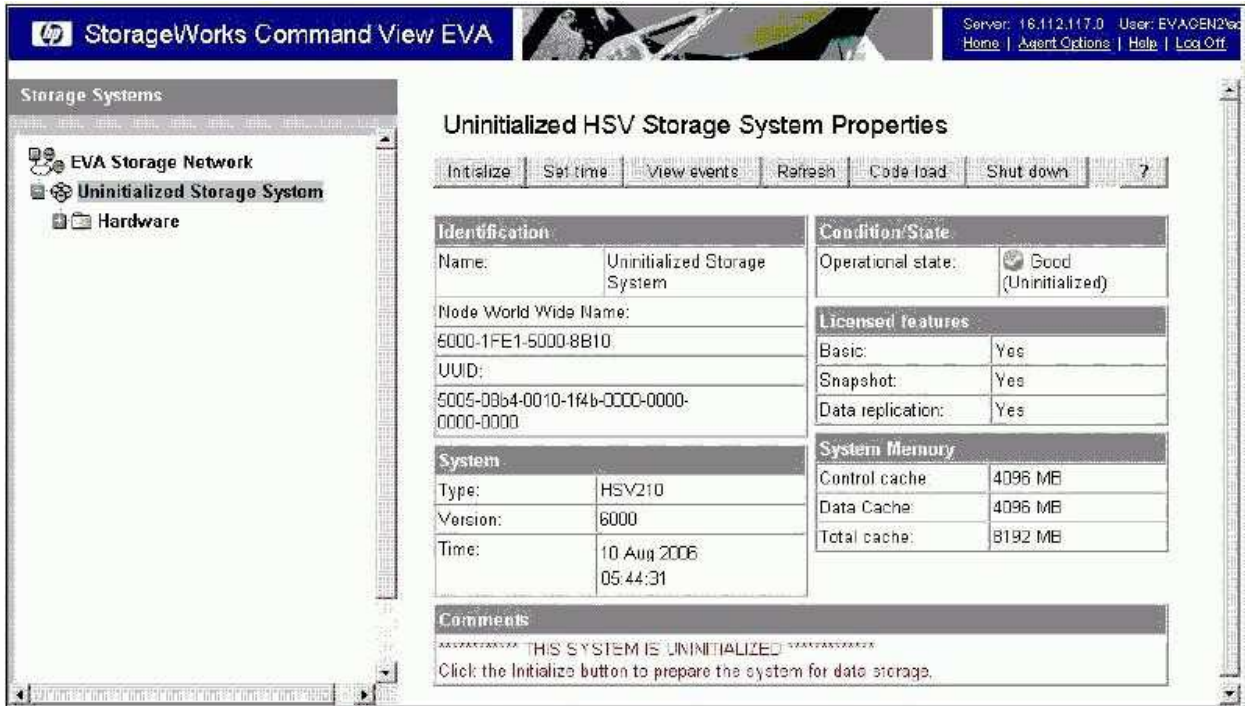 hp StorageWorks Command View EVA
Server: 16.112.117.0 User: EVAGEN2\
Home | Agent Options | Help | Log Off
Storage Systems
EVA Storage Network
Uninitialized Storage System
Hardware
Uninitialized HSV Storage System Properties
Initialize Set time View events Refresh Code load Shut down ?
Identification
Name: Uninitialized Storage System
Node World Wide Name:
5000-1FE1-5000-8B10
UUID:
5005-08b4-0010-1f4b-0000-0000-
0000-0000
System
Type: HSV210
Version: 6000
Time: 10 Aug 2006
05:44:31
Condition/State
Operational state: Good
(Uninitialized)
Licensed features
Basic: Yes
Snapshot: Yes
Data replication: Yes
System Memory
Control cache 4096 MB
Data Cache: 4096 MB
Total cache: 8192 MB
Comments
************ THIS SYSTEM IS UNINITIALIZED *************
Click the Initialize button to prepare the system for data storage.